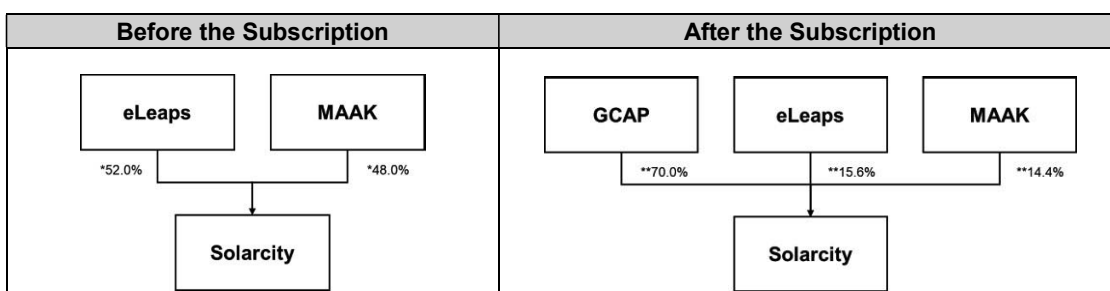 Before the Subscription
After the Subscription
eLeaps
MAAK
*52.0%
*48.0%
Solarcity
GCAP
eLeaps
MAAK
**70.0%
**15.6%
**14.4%
Solarcity